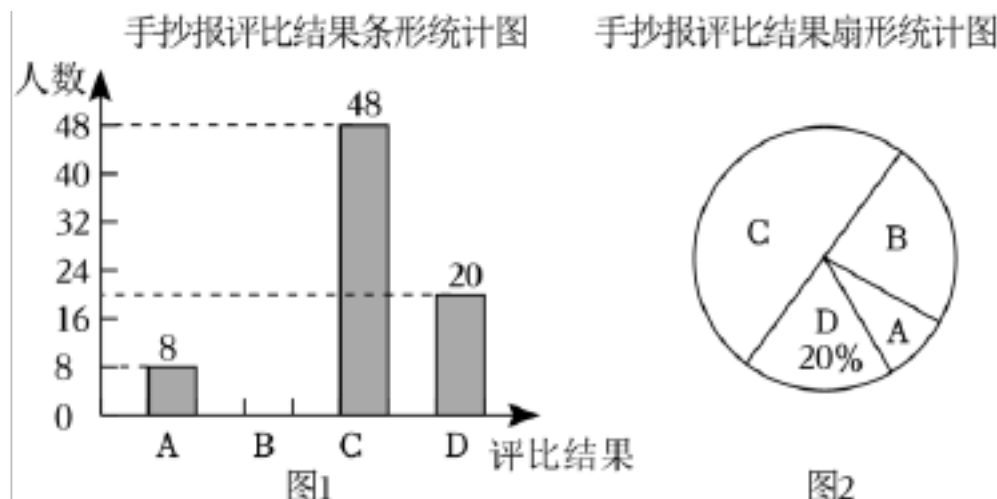 手抄报评比结果条形统计图
人数
48
40
32
24
16
8
0
8
48
20
A B C D
评比结果
图1
手抄报评比结果扇形统计图
C
B
D
20%
A
图2